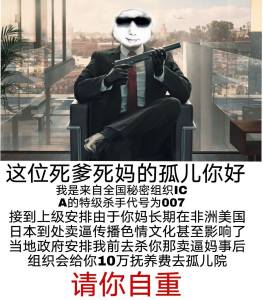 这位死爹死妈的孤儿你好
我是来自全国秘密组织IC
A的特级杀手代号为007
接到上级安排由于你妈长期在非洲美国
日本到处卖逼传播色情文化甚至影响了
当地政府安排我前去杀你那卖逼妈事后
组织会给你10万抚养费去孤儿院
请你自重